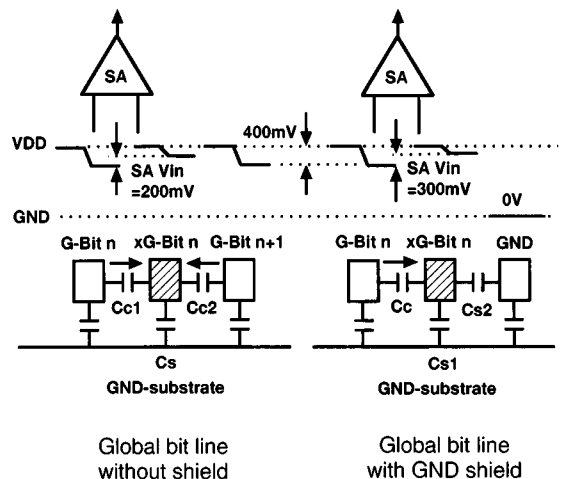 SA
SA
VDD
400mV
SA Vin
=200mV
SA Vin
=300mV
GND
0V
G-Bit n xG-Bit n G-Bit n+1
G-Bit n xG-Bit n GND
Cc1 Cc2
Cc Cs2
Cs
Cs1
GND-substrate
GND-substrate
Global bit line
without shield
Global bit line
with GND shield